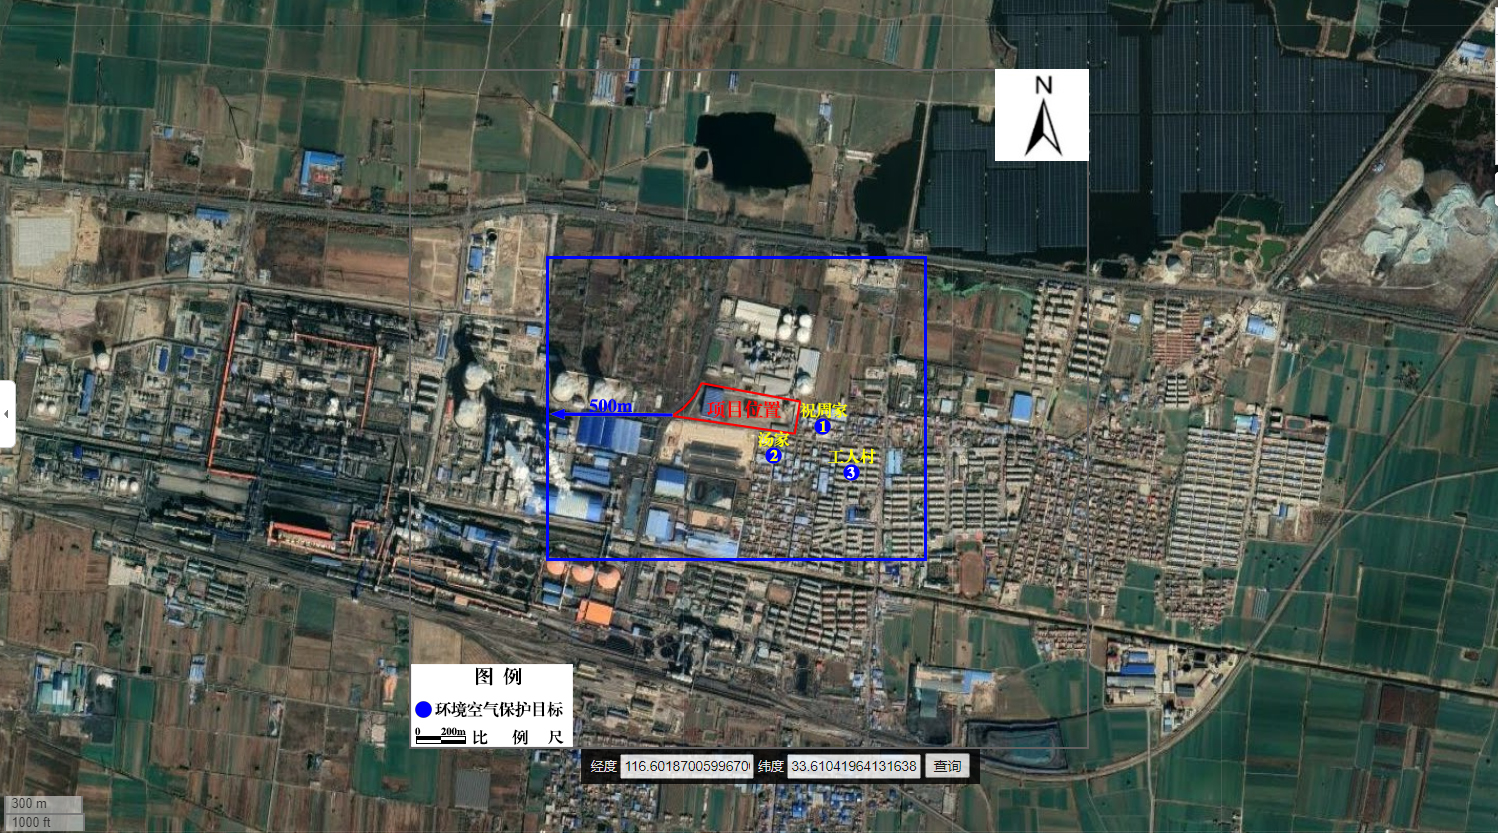 N
500m
项目位置
祝周家
1
汤家
2
工人村
3
图 例
环境空气保护目标
0 200m 比 例 尺
经度 116.6018700599670 纬度 33.61041964131638 查询
300 m
1000 ft